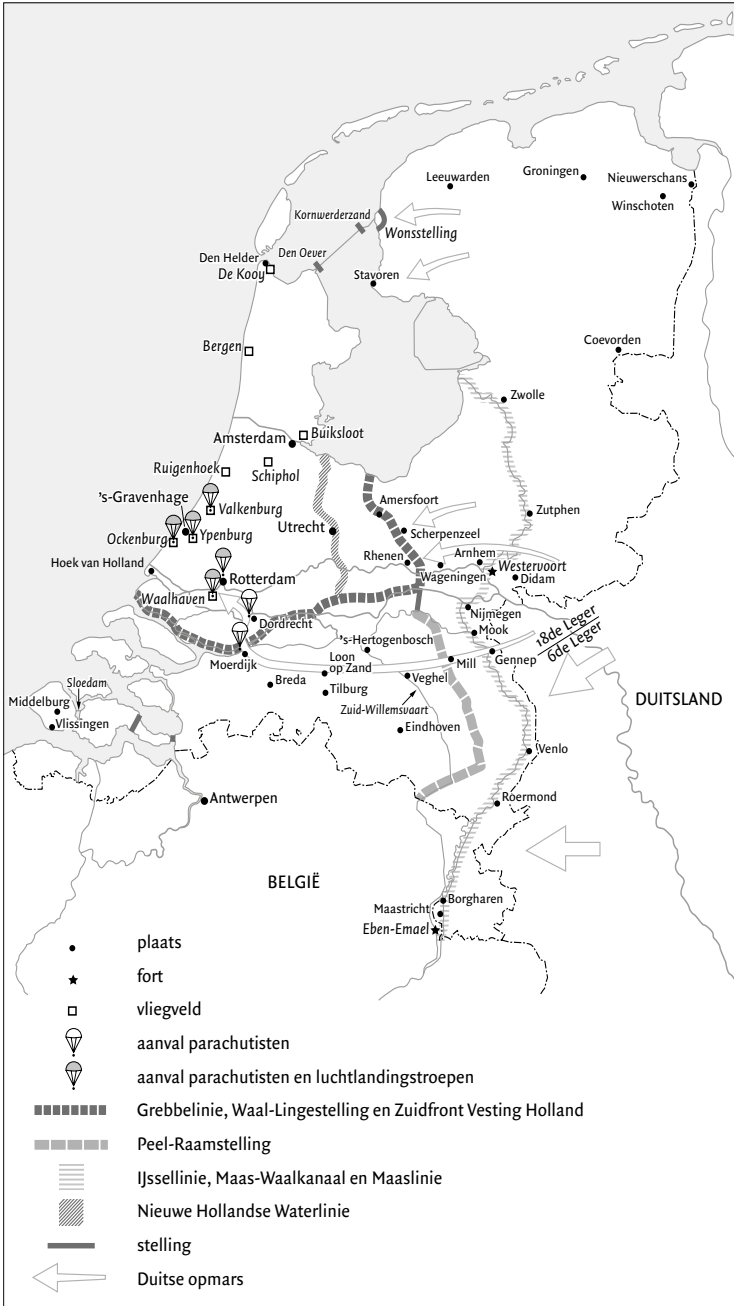 Leeuwarden
Groningen
Nieuwerschans
Winschoten
Kornwerderzand
Wonsstelling
Den Oever
Den Helder
De Kooy
Stavoren
Bergen
Coevorden
Zwolle
Buiksloot
Amsterdam
Ruigenhoek
Schiphol
's-Gravenhage
Valkenburg
Amersfoort
Zutphen
Ockenburg
Ypenburg
Utrecht
Scherpenzeel
Hoek van Holland
Rhenen
Arnhem
Westervoort
Wageningen
Didam
Rotterdam
Waalhaven
Nijmegen
Dordrecht
Mook
18de Leger
6de Leger
's-Hertogenbosch
Gennep
Moerdijk
Loon
op Zand
Mill
Breda
Veghel
Tilburg
Sloedam
Middelburg
Vlissingen
Zuid-Willemsvaart
Eindhoven
DUITSLAND
Venlo
Antwerpen
Roermond
BELGIË
Borgharen
Maastricht
Eben-Emael
plaats
fort
vliegveld
aanval parachutisten
aanval parachutisten en luchtlandingstroepen
Grebbelinie, Waal-Lingestelling en Zuidfront Vesting Holland
Peel-Raamstelling
IJssellinie, Maas-Waalkanaal en Maaslinie
Nieuwe Hollandse Waterlinie
stelling
Duitse opmars